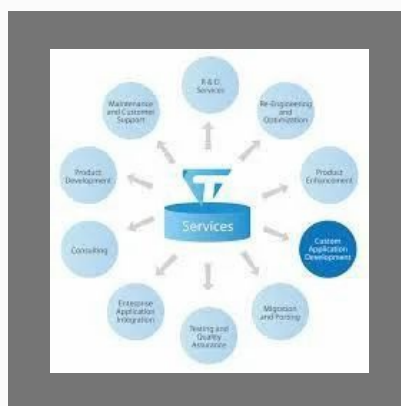 R & D
Services
Re-Engineering
and
Optimization
Product
Enhancement
Custom
Application
Development
Migration
and Porting
Testing and
Quality
Assurance
Enterprise
Application
Integration
Consulting
Product
Development
Maintenance
and Customer
Support
T
Services